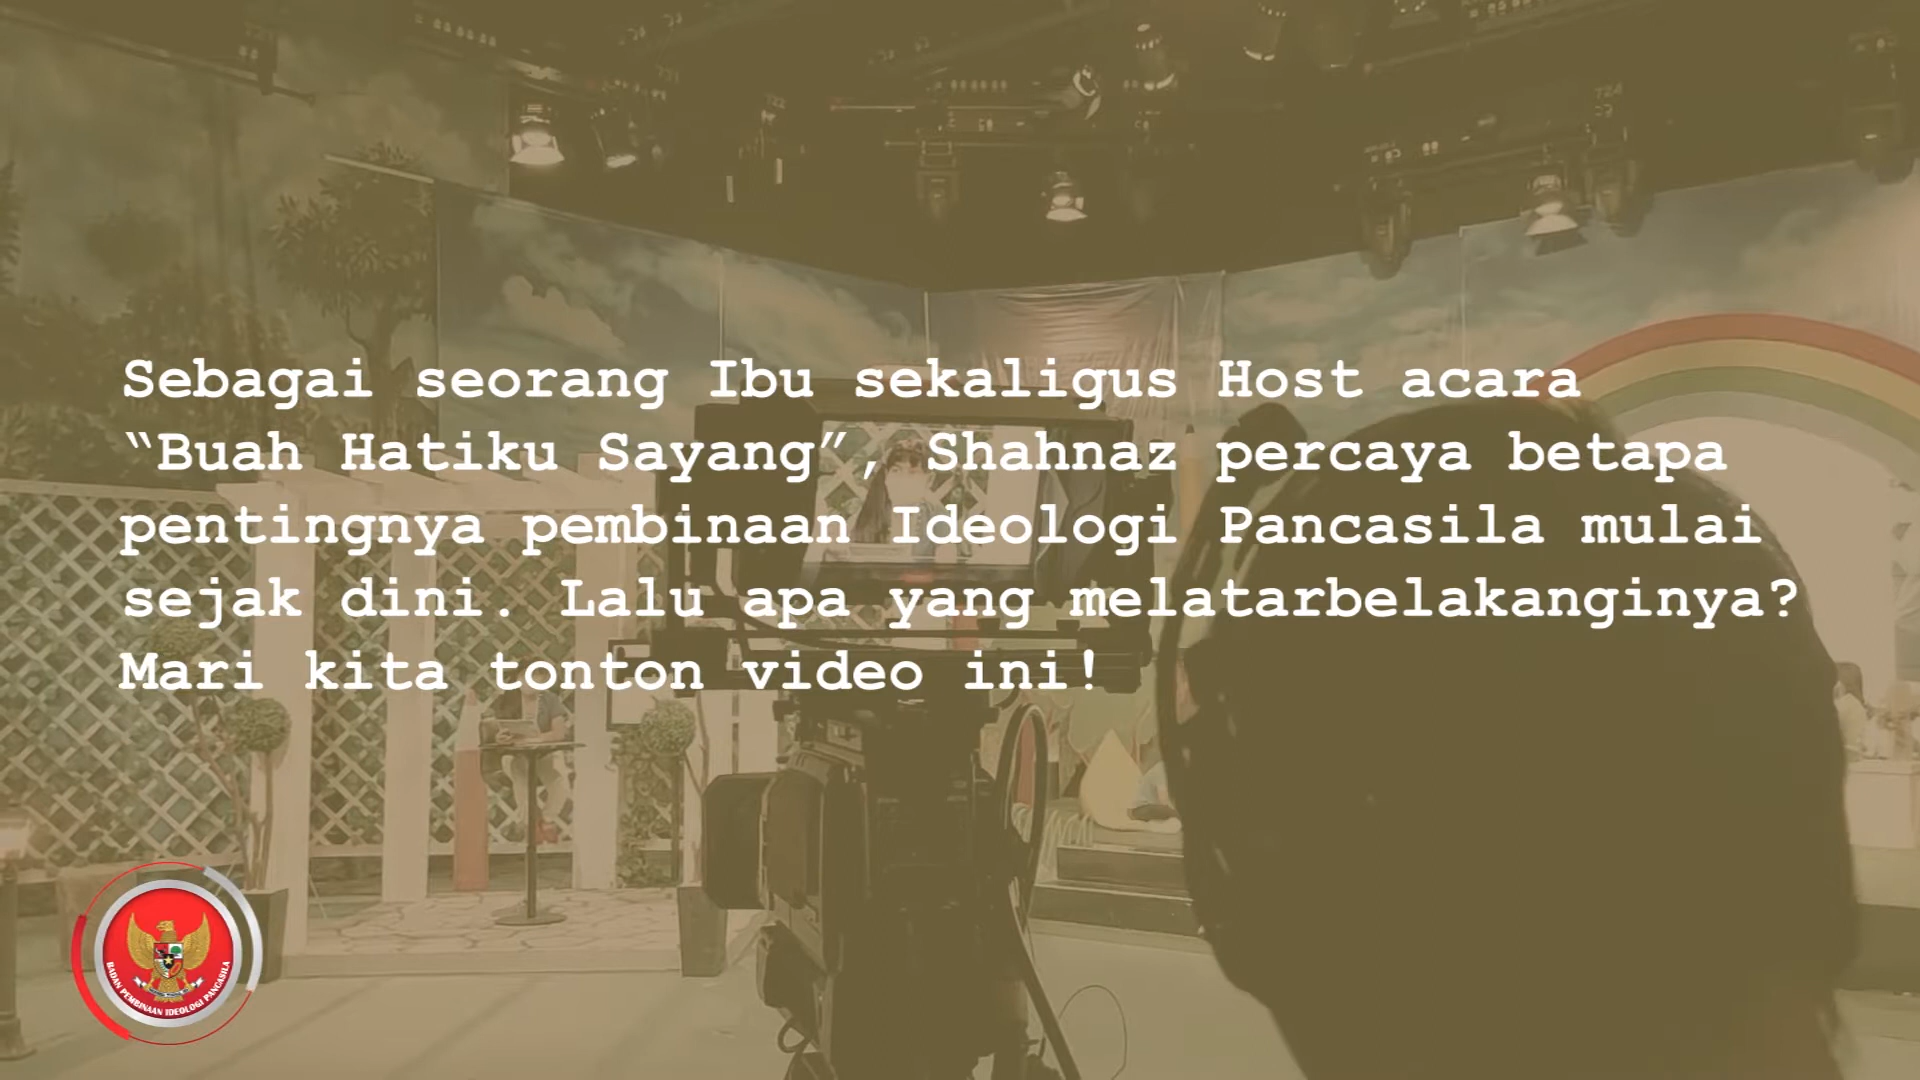 Sebagai seorang Ibu sekaligus Host acara
“Buah Hatiku Sayang”, Shahnaz percaya betapa
pentingnya pembinaan Ideologi Pancasila mulai
sejak dini. Lalu apa yang melatarbelakanginya?
Mari kita tonton video ini!
BADAN PEMBINAAN IDEOLOGI PANCASILA
724